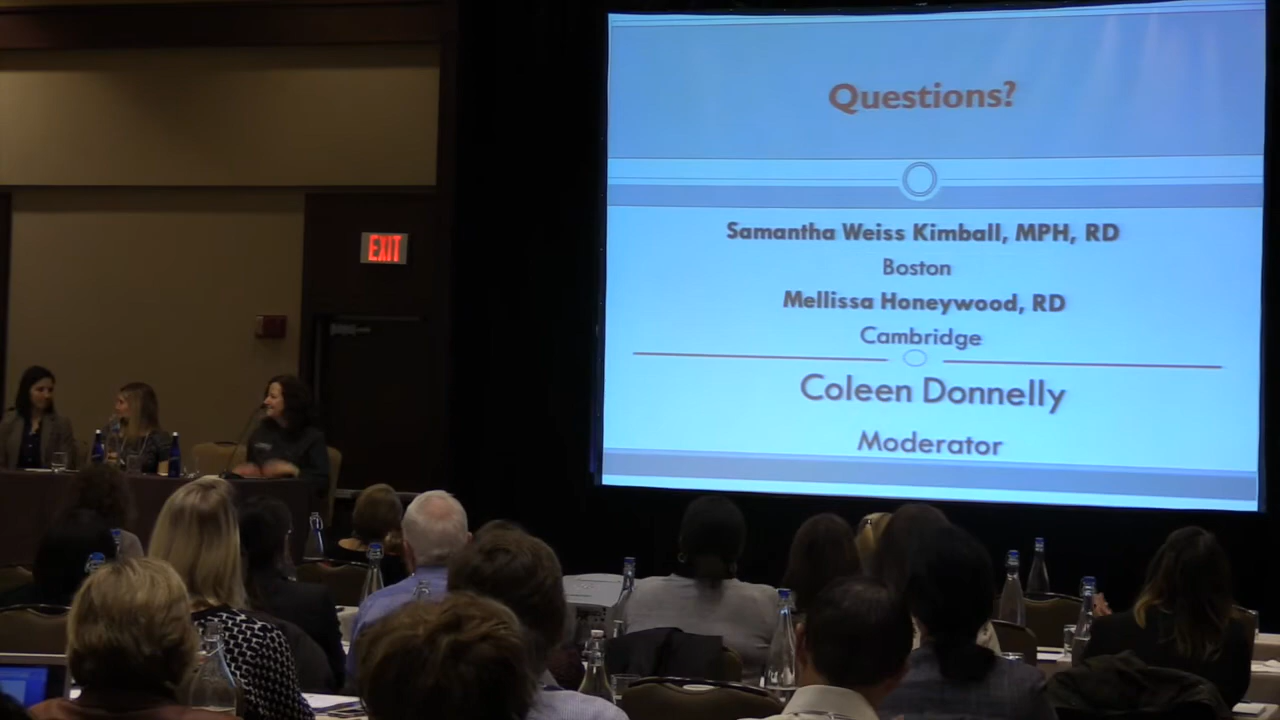 Questions?
Samantha Weiss Kimball, MPH, RD
Boston
Mellissa Honeywood, RD
Cambridge
Coleen Donnelly
Moderator
EXIT